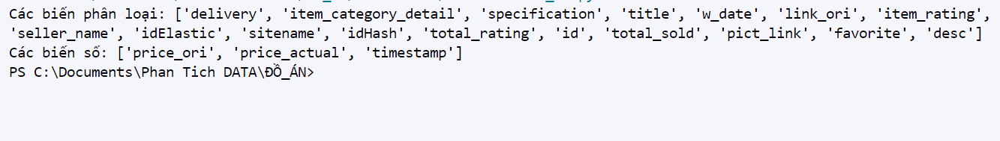 Các biến phân loại: ['delivery', 'item_category_detail', 'specification', 'title', 'w_date', 'link_ori', 'item_rating',
'seller_name', 'idElastic', 'sitename', 'idHash', 'total_rating', 'id', 'total_sold', 'pict_link', 'favorite', 'desc']
Các biến số: ['price_ori', 'price_actual', 'timestamp']
PS C:\Documents\Phan Tich DATA\ĐỒ_ÁN>